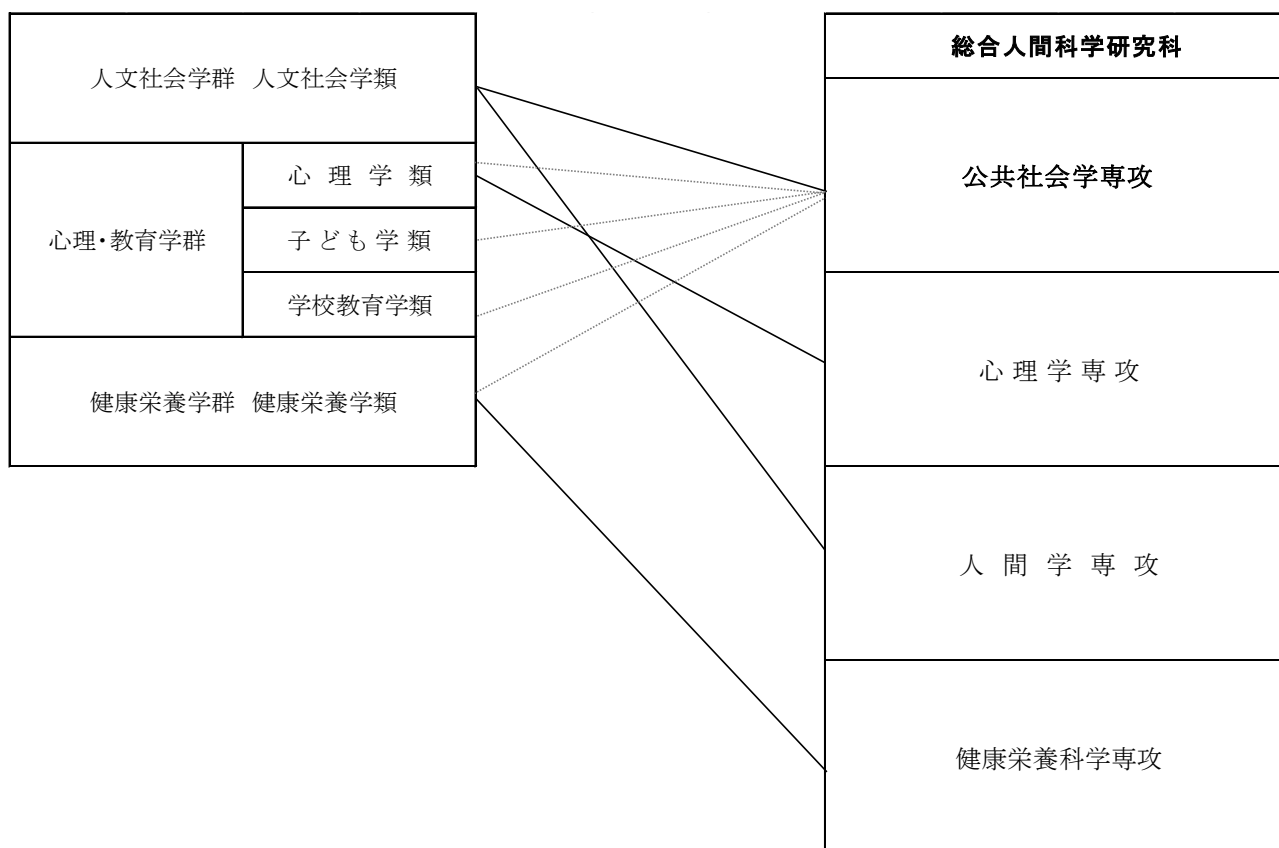 人文社会学群 人文社会学類
心理・教育学群
心理学類
子ども学類
学校教育学類
健康栄養学群 健康栄養学類
総合人間科学研究科
公共社会学専攻
心理学専攻
人間学専攻
健康栄養科学専攻